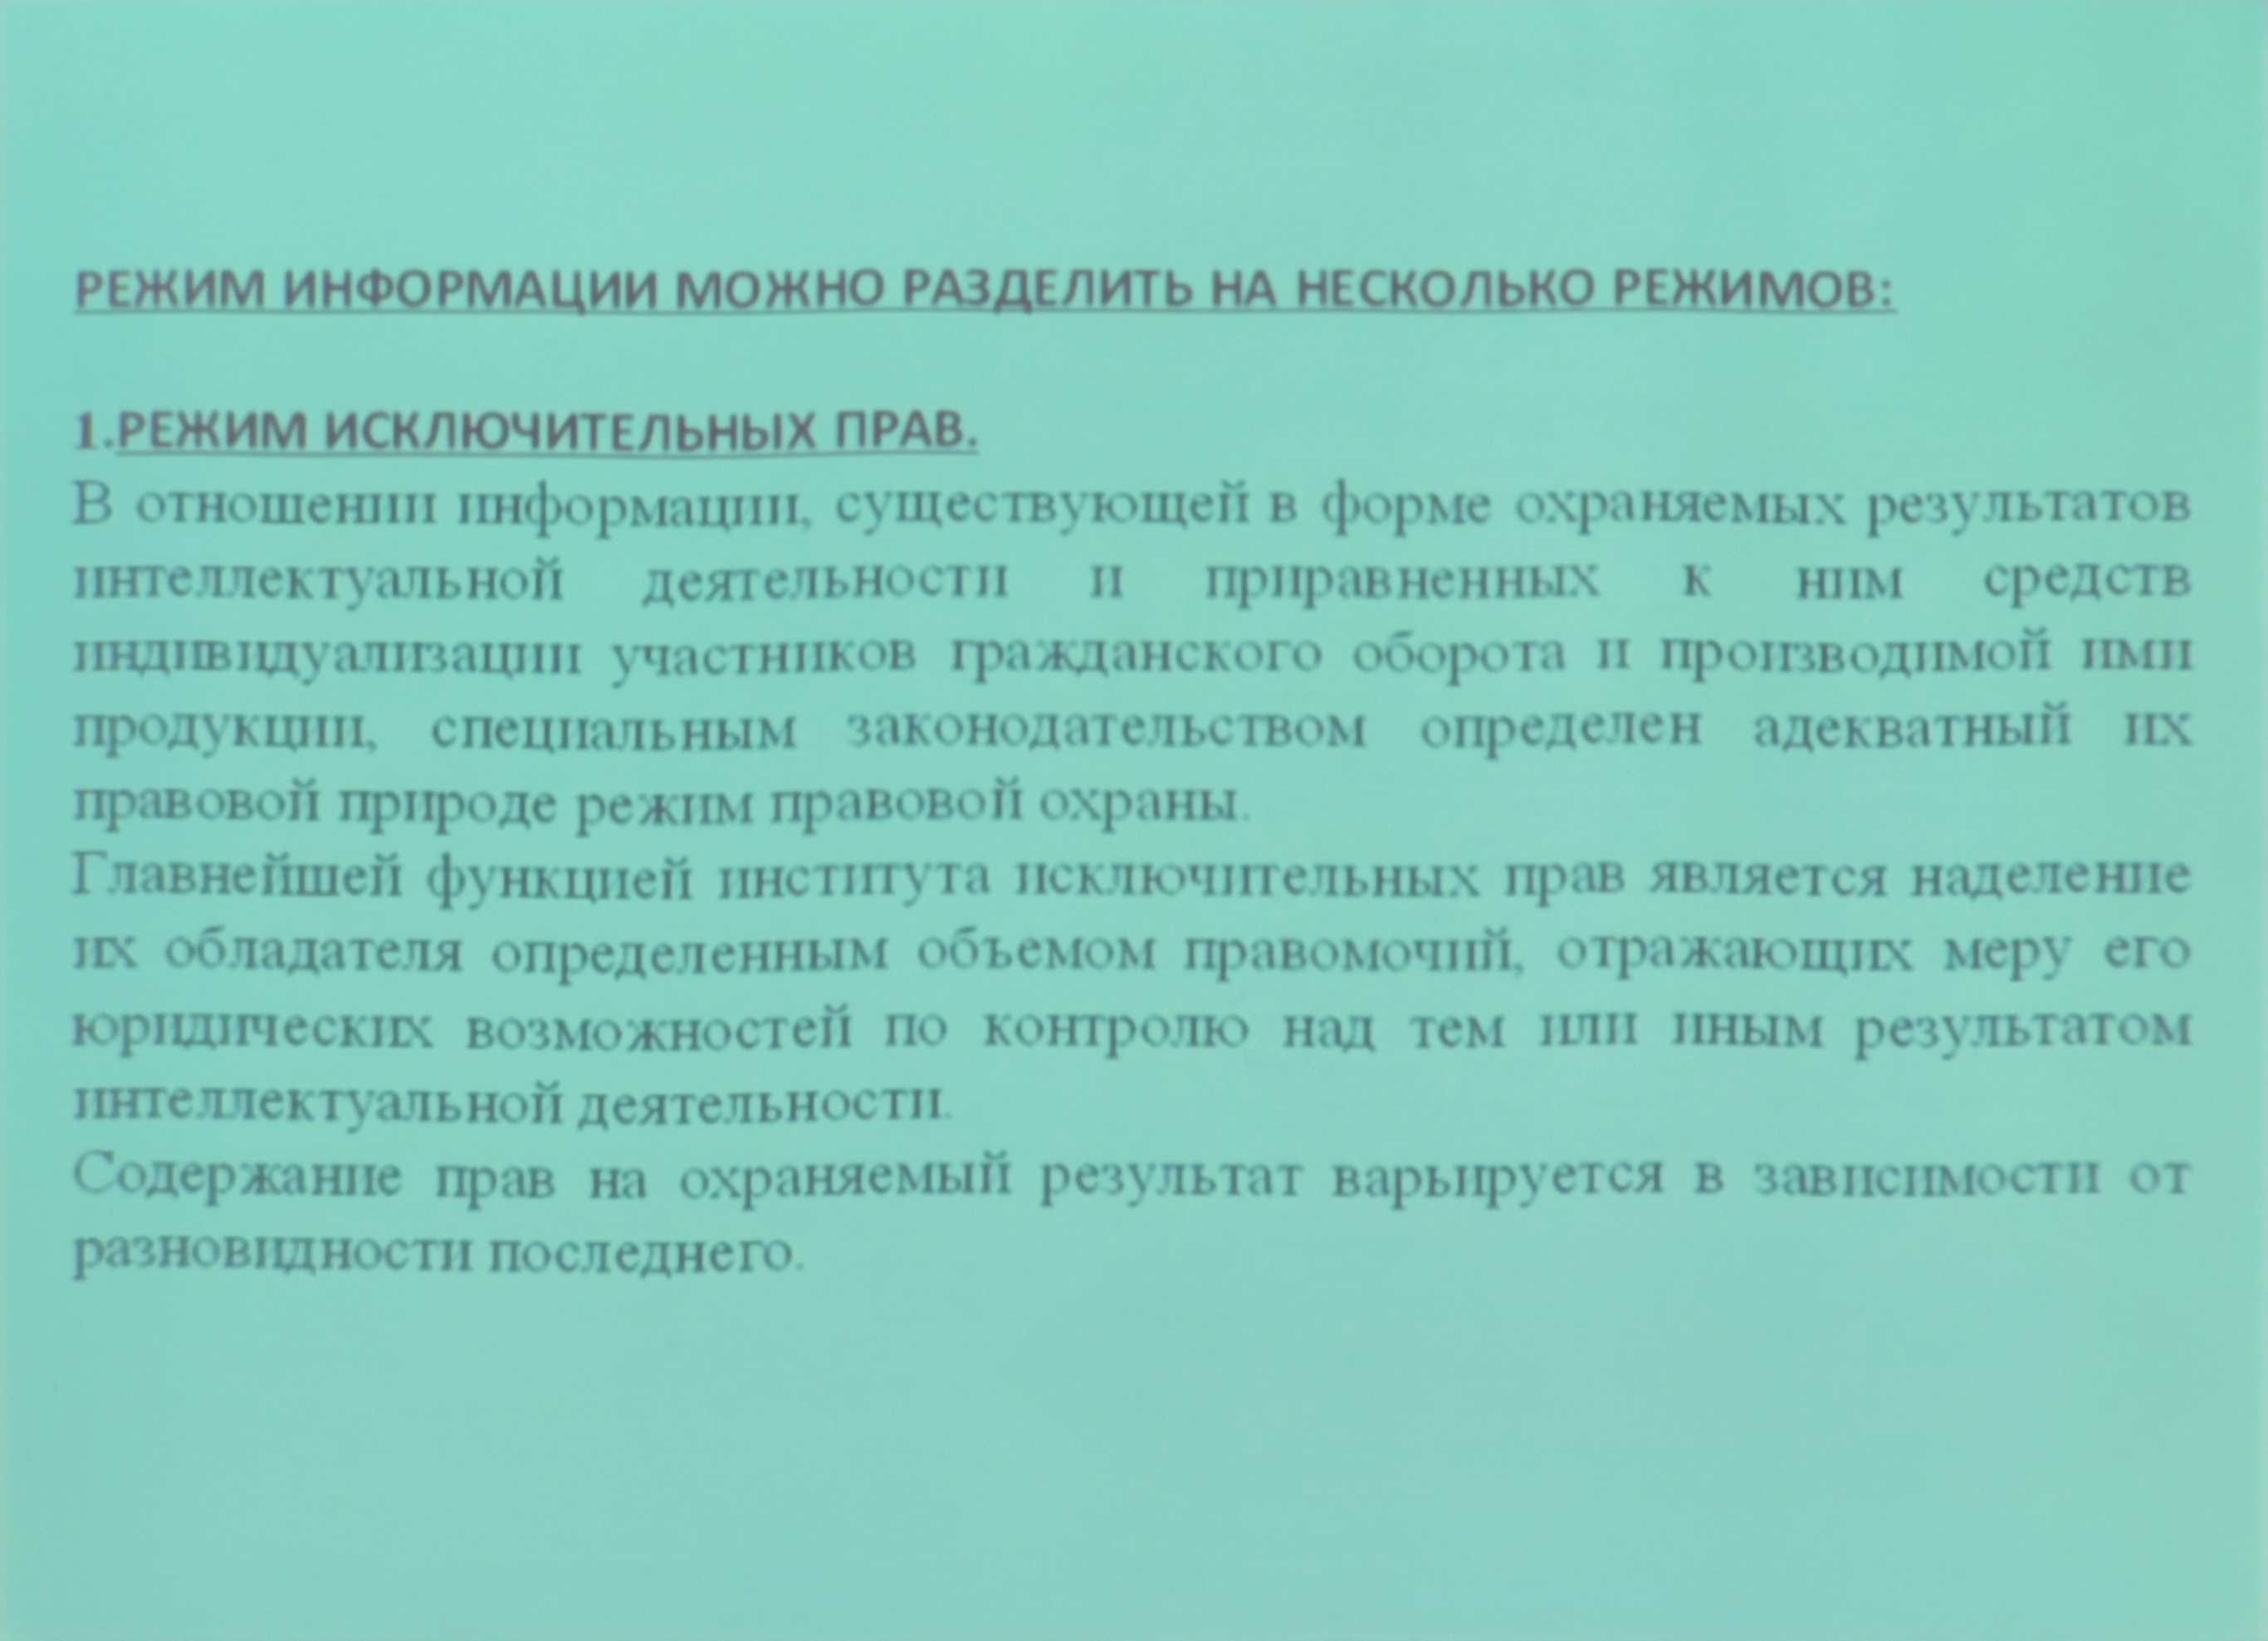 РЕЖИМ ИНФОРМАЦИИ МОЖНО РАЗДЕЛИТЬ НА НЕСКОЛЬКО РЕЖИМОВ:
1.РЕЖИМ ИСКЛЮЧИТЕЛЬНЫХ ПРАВ.
В отношении информации, существующей в форме охраняемых результатов
интеллектуальной деятельности и приравненных к ним средств
индивидуализации участников гражданского оборота и производимой ими
продукции, специальным законодательством определен адекватный их
правовой природе режим правовой охраны.
Главнейшей функцией института исключительных прав является наделение
их обладателя определенным объемом правомочий, отражающих меру его
юридических возможностей по контролю над тем или иным результатом
интеллектуальной деятельности.
Содержание прав на охраняемый результат варьируется в зависимости от
разновидности последнего.